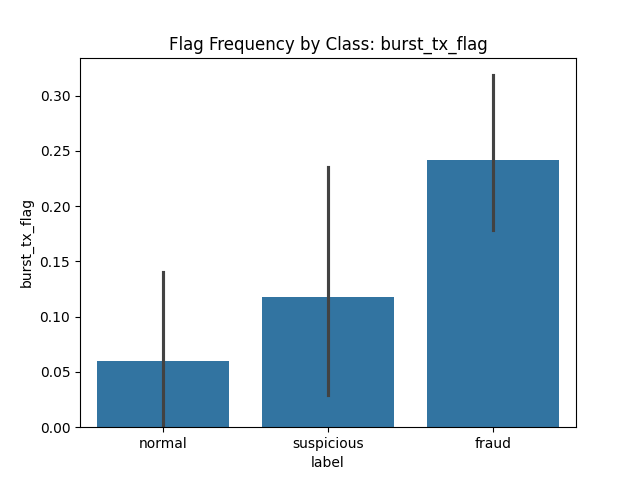 Flag Frequency by Class: burst_tx_flag
0.30
0.25
0.20
0.15
0.10
0.05
0.00
burst_tx_flag
normal suspicious fraud
label